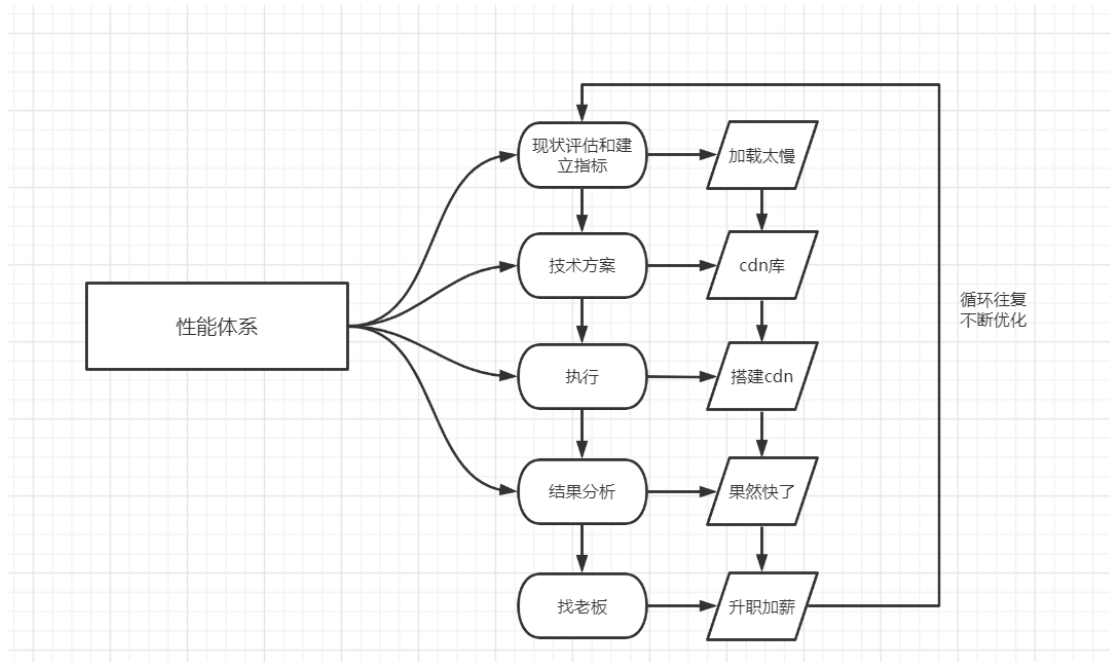 现状评估和建
立指标
加载太慢
技术方案
cdn库
循环往复
不断优化
性能体系
执行
搭建cdn
结果分析
果然快了
找老板
升职加薪